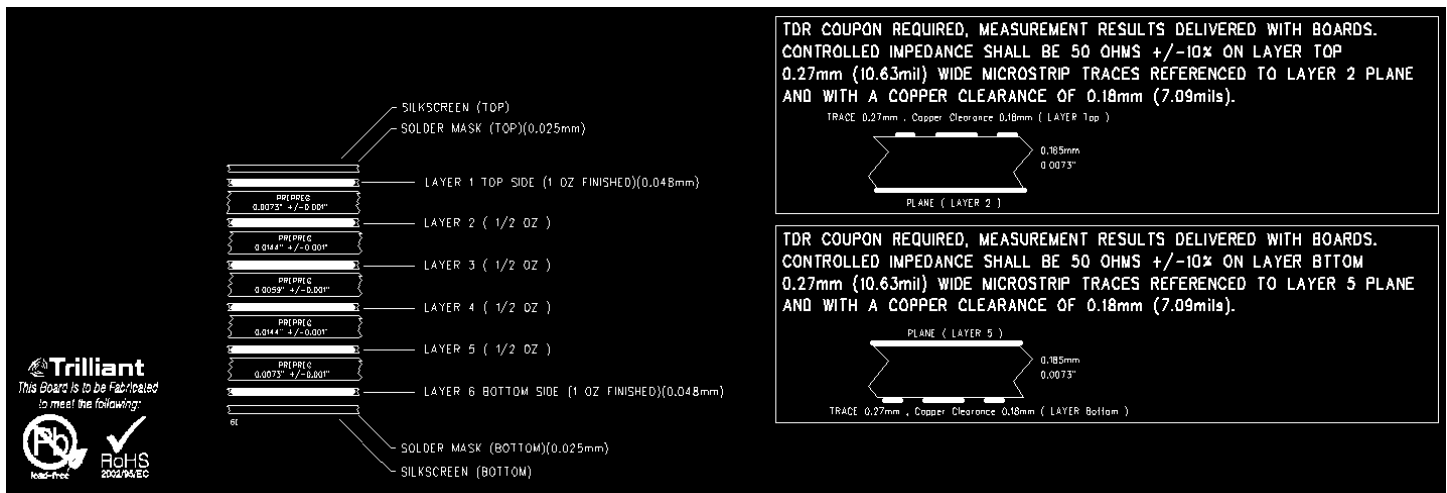 SILKSCREEN (TOP)
SOLDER MASK (TOP)(0.025mm)
LAYER 1 TOP SIDE (1 OZ FINISHED)(0.048mm)
PREPREG
0.0073" +/-0.001"
LAYER 2 ( 1/2 OZ )
PREPREG
0.0144" +/-0.001"
LAYER 3 ( 1/2 OZ )
PREPREG
0.0059" +/-0.001"
LAYER 4 ( 1/2 OZ )
PREPREG
0.0144" +/-0.001"
LAYER 5 ( 1/2 OZ )
PREPREG
0.0073" +/-0.001"
LAYER 6 BOTTOM SIDE (1 OZ FINISHED)(0.048mm)
SOLDER MASK (BOTTOM)(0.025mm)
SILKSCREEN (BOTTOM)
Trilliant
This Board is to be Fabricated
to meet the following:
Pb
lead-free
RoHS
2002/95/EC
TDR COUPON REQUIRED, MEASUREMENT RESULTS DELIVERED WITH BOARDS.
CONTROLLED IMPEDANCE SHALL BE 50 OHMS +/-10% ON LAYER TOP
0.27mm (10.63mil) WIDE MICROSTRIP TRACES REFERENCED TO LAYER 2 PLANE
AND WITH A COPPER CLEARANCE OF 0.18mm (7.09mils).
TRACE 0.27mm , Copper Clearance 0.18mm ( LAYER Top )
0.185mm
0.0073"
PLANE ( LAYER 2 )
TDR COUPON REQUIRED, MEASUREMENT RESULTS DELIVERED WITH BOARDS.
CONTROLLED IMPEDANCE SHALL BE 50 OHMS +/-10% ON LAYER BTTOM
0.27mm (10.63mil) WIDE MICROSTRIP TRACES REFERENCED TO LAYER 5 PLANE
AND WITH A COPPER CLEARANCE OF 0.18mm (7.09mils).
PLANE ( LAYER 5 )
0.185mm
0.0073"
TRACE 0.27mm , Copper Clearance 0.18mm ( LAYER Bottom )